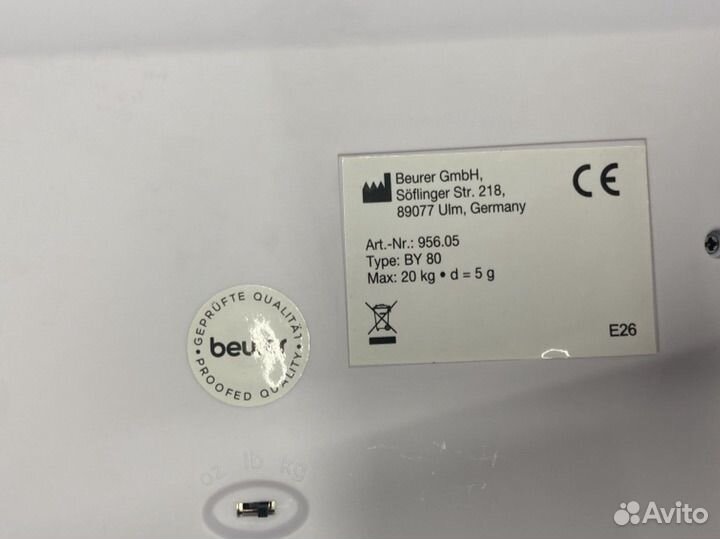 Beurer GmbH,
Söflinger Str. 218,
89077 Ulm, Germany
CE
Art.-Nr.: 956.05
Type: BY 80
Max: 20 kg • d = 5 g
E26
• GEPRÜFTE QUALITÄT •
beurer
PROOFED QUALITY
oz lb kg
Avito